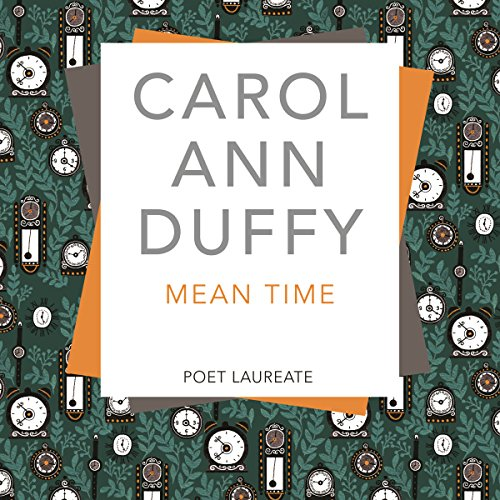 CAROL
ANN
DUFFY
MEAN TIME
POET LAUREATE